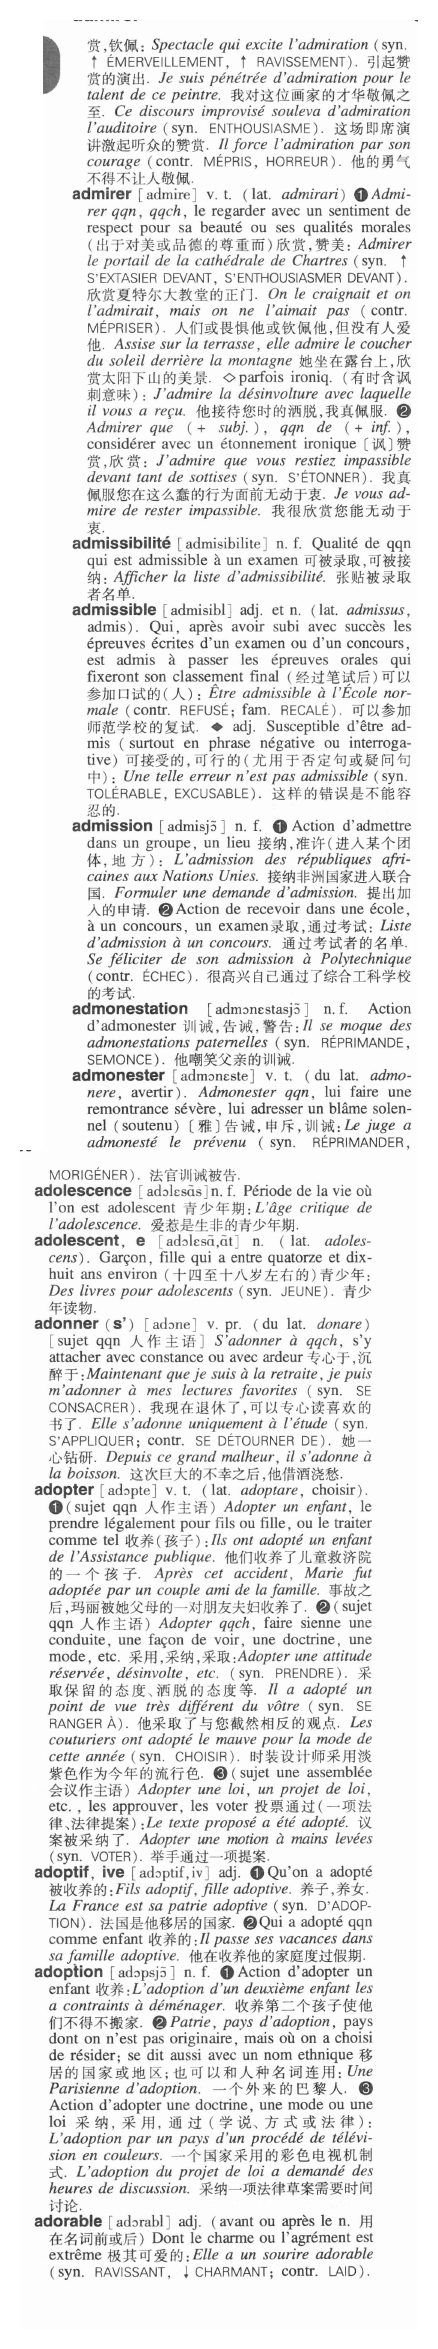 赏,钦佩: Spectacle qui excite l'admiration (syn.
↑ ÉMERVEILLEMENT, ↑ RAVISSEMENT). 引起赞
赏的演出. Je suis pénétrée d'admiration pour le
talent de ce peintre. 我对这位画家的才华敬佩之
至. Ce discours improvisé souleva d'admiration
l'auditoire (syn. ENTHOUSIASME). 这场即席演
讲激起听众的赞赏. Il force l'admiration par son
courage (contr. MÉPRIS, HORREUR). 他的勇气
不得不让人敬佩.
admirer [admire] v. t. (lat. admirari) ❶ Admi-
rer qqn, qqch, le regarder avec un sentiment de
respect pour sa beauté ou ses qualités morales
(出于对美或品德的尊重而)欣赏,赞美: Admirer
le portail de la cathédrale de Chartres (syn. ↑
S'EXTASIER DEVANT, S'ENTHOUSIASMER DEVANT).
欣赏夏特尔大教堂的正门. On le craignait et on
l'admirait, mais on ne l'aimait pas (contr.
MÉPRISER). 人们或畏惧他或钦佩他,但没有人爱
他. Assise sur la terrasse, elle admire le coucher
du soleil derrière la montagne 她坐在露台上,欣
赏太阳下山的美景. ◇parfois ironiq. (有时含讽
刺意味): J'admire la désinvolture avec laquelle
il vous a reçu. 他接待您时的洒脱,我真佩服. ❷
Admirer que (+ subj.), qqn de (+ inf.),
considérer avec un étonnement ironique [讽]赞
赏,欣赏: J'admire que vous restiez impassible
devant tant de sottises (syn. S'ÉTONNER). 我真
佩服您在这么蠢的行为面前无动于衷. Je vous ad-
mire de rester impassible. 我很欣赏您能无动于
衷.
admissibilité [admisibilite] n. f. Qualité de qqn
qui est admissible à un examen 可被录取,可被接
纳: Afficher la liste d'admissibilité. 张贴被录取
者名单.
admissible [admisibl] adj. et n. (lat. admissus,
admis). Qui, après avoir subi avec succès les
épreuves écrites d'un examen ou d'un concours,
est admis à passer les épreuves orales qui
fixeront son classement final (经过笔试后)可以
参加口试的(人): Être admissible à l'École nor-
male (contr. REFUSÉ; fam. RECALÉ). 可以参加
师范学校的复试. ◆ adj. Susceptible d'être ad-
mis (surtout en phrase négative ou interroga-
tive) 可接受的,可行的(尤用于否定句或疑问句
中): Une telle erreur n'est pas admissible (syn.
TOLÉRABLE, EXCUSABLE). 这样的错误是不能容
忍的.
admission [admisjɔ̃] n. f. ❶ Action d'admettre
dans un groupe, un lieu 接纳,准许(进入某个团
体,地方): L'admission des républiques afri-
caines aux Nations Unies. 接纳非洲国家进入联合
国. Formuler une demande d'admission. 提出加
入的申请. ❷Action de recevoir dans une école,
à un concours, un examen录取,通过考试: Liste
d'admission à un concours. 通过考试者的名单.
Se féliciter de son admission à Polytechnique
(contr. ÉCHEC). 很高兴自己通过了综合工科学校
的考试.
admonestation [admɔnɛstasjɔ̃] n. f. Action
d'admonester 训诫,告诫,警告:Il se moque des
admonestations paternelles (syn. RÉPRIMANDE,
SEMONCE). 他嘲笑父亲的训诫.
admonester [admɔnɛste] v. t. (du lat. admo-
nere, avertir). Admonester qqn, lui faire une
remontrance sévère, lui adresser un blâme solen-
nel (soutenu) [雅]告诫,申斥,训诫:Le juge a
admonesté le prévenu (syn. RÉPRIMANDER,
MORIGÉNER). 法官训诫被告.
adolescence [adɔlɛsɑ̃s]n. f. Période de la vie où
l'on est adolescent 青少年期:L'âge critique de
l'adolescence. 爱惹是生非的青少年期.
adolescent, e [adɔlɛsɑ̃,ɑ̃t] n. (lat. adoles-
cens). Garçon, fille qui a entre quatorze et dix-
huit ans environ (十四至十八岁左右的)青少年:
Des livres pour adolescents (syn. JEUNE). 青少
年读物.
adonner (s') [adɔne] v. pr. (du lat. donare)
[sujet qqn 人作主语] S'adonner à qqch, s'y
attacher avec constance ou avec ardeur 专心于,沉
醉于:Maintenant que je suis à la retraite, je puis
m'adonner à mes lectures favorites (syn. SE
CONSACRER). 我现在退休了,可以专心读喜欢的
书了. Elle s'adonne uniquement à l'étude (syn.
S'APPLIQUER; contr. SE DÉTOURNER DE). 她一
心钻研. Depuis ce grand malheur, il s'adonne à
la boisson. 这次巨大的不幸之后,他借酒浇愁.
adopter [adɔpte] v. t. (lat. adoptare, choisir).
❶(sujet qqn 人作主语) Adopter un enfant, le
prendre légalement pour fils ou fille, ou le traiter
comme tel 收养(孩子):Ils ont adopté un enfant
de l'Assistance publique. 他们收养了儿童救济院
的一个孩子. Après cet accident, Marie fut
adoptée par un couple ami de la famille. 事故之
后,玛丽被她父母的一对朋友夫妇收养了. ❷(sujet
qqn 人作主语) Adopter qqch, faire sienne une
conduite, une façon de voir, une doctrine, une
mode, etc. 采用,采纳,采取:Adopter une attitude
réservée, désinvolte, etc. (syn. PRENDRE). 采
取保留的态度、洒脱的态度等. Il a adopté un
point de vue très différent du vôtre (syn. SE
RANGER À). 他采取了与您截然相反的观点. Les
couturiers ont adopté le mauve pour la mode de
cette année (syn. CHOISIR). 时装设计师采用淡
紫色作为今年的流行色. ❸(sujet une assemblée
会议作主语) Adopter une loi, un projet de loi,
etc., les approuver, les voter 投票通过(一项法
律、法律提案):Le texte proposé a été adopté. 议
案被采纳了. Adopter une motion à mains levées
(syn. VOTER). 举手通过一项提案.
adoptif, ive [adɔptif,iv] adj. ❶Qu'on a adopté
被收养的:Fils adoptif, fille adoptive. 养子,养女.
La France est sa patrie adoptive (syn. D'ADOP-
TION). 法国是他移居的国家. ❷Qui a adopté qqn
comme enfant 收养的:Il passe ses vacances dans
sa famille adoptive. 他在收养他的家庭度过假期.
adoption [adɔpsjɔ̃] n. f. ❶Action d'adopter un
enfant 收养:L'adoption d'un deuxième enfant les
a contraints à déménager. 收养第二个孩子使他
们不得不搬家. ❷Patrie, pays d'adoption, pays
dont on n'est pas originaire, mais où on a choisi
de résider; se dit aussi avec un nom ethnique 移
居的国家或地区;也可以和人种名词连用: Une
Parisienne d'adoption. 一个外来的巴黎人. ❸
Action d'adopter une doctrine, une mode ou une
loi 采纳,采用,通过(学说、方式或法律):
L'adoption par un pays d'un procédé de télévi-
sion en couleurs. 一个国家采用的彩色电视机制
式. L'adoption du projet de loi a demandé des
heures de discussion. 采纳一项法律草案需要时间
讨论.
adorable [adɔrabl] adj. (avant ou après le n. 用
在名词前或后) Dont le charme ou l'agrément est
extrême 极其可爱的:Elle a un sourire adorable
(syn. RAVISSANT, ↓CHARMANT; contr. LAID).